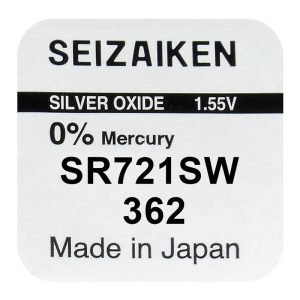 SEIZAIKEN
SILVER OXIDE 1.55V
0% Mercury
SR721SW
362
Made in Japan